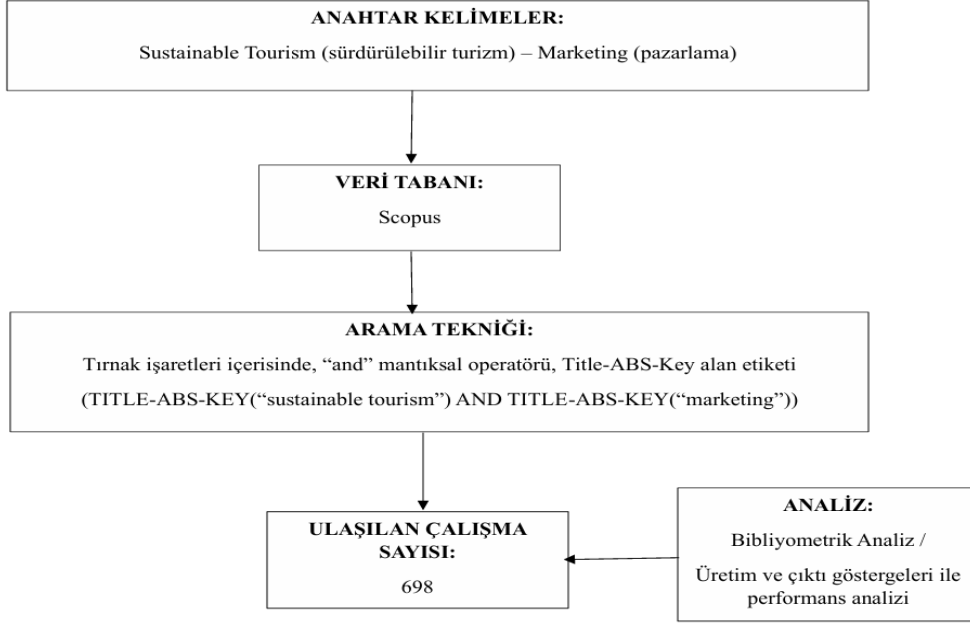 ANAHTAR KELİMELER:
Sustainable Tourism (sürdürülebilir turizm) – Marketing (pazarlama)
VERİ TABANI:
Scopus
ARAMA TEKNİĞİ:
Tırnak işaretleri içerisinde, “and” mantıksal operatörü, Title-ABS-Key alan etiketi
(TITLE-ABS-KEY(“sustainable tourism”) AND TITLE-ABS-KEY(“marketing”))
ULAŞILAN ÇALIŞMA
SAYISI:
698
ANALİZ:
Bibliyometrik Analiz /
Üretim ve çıktı göstergeleri ile
performans analizi